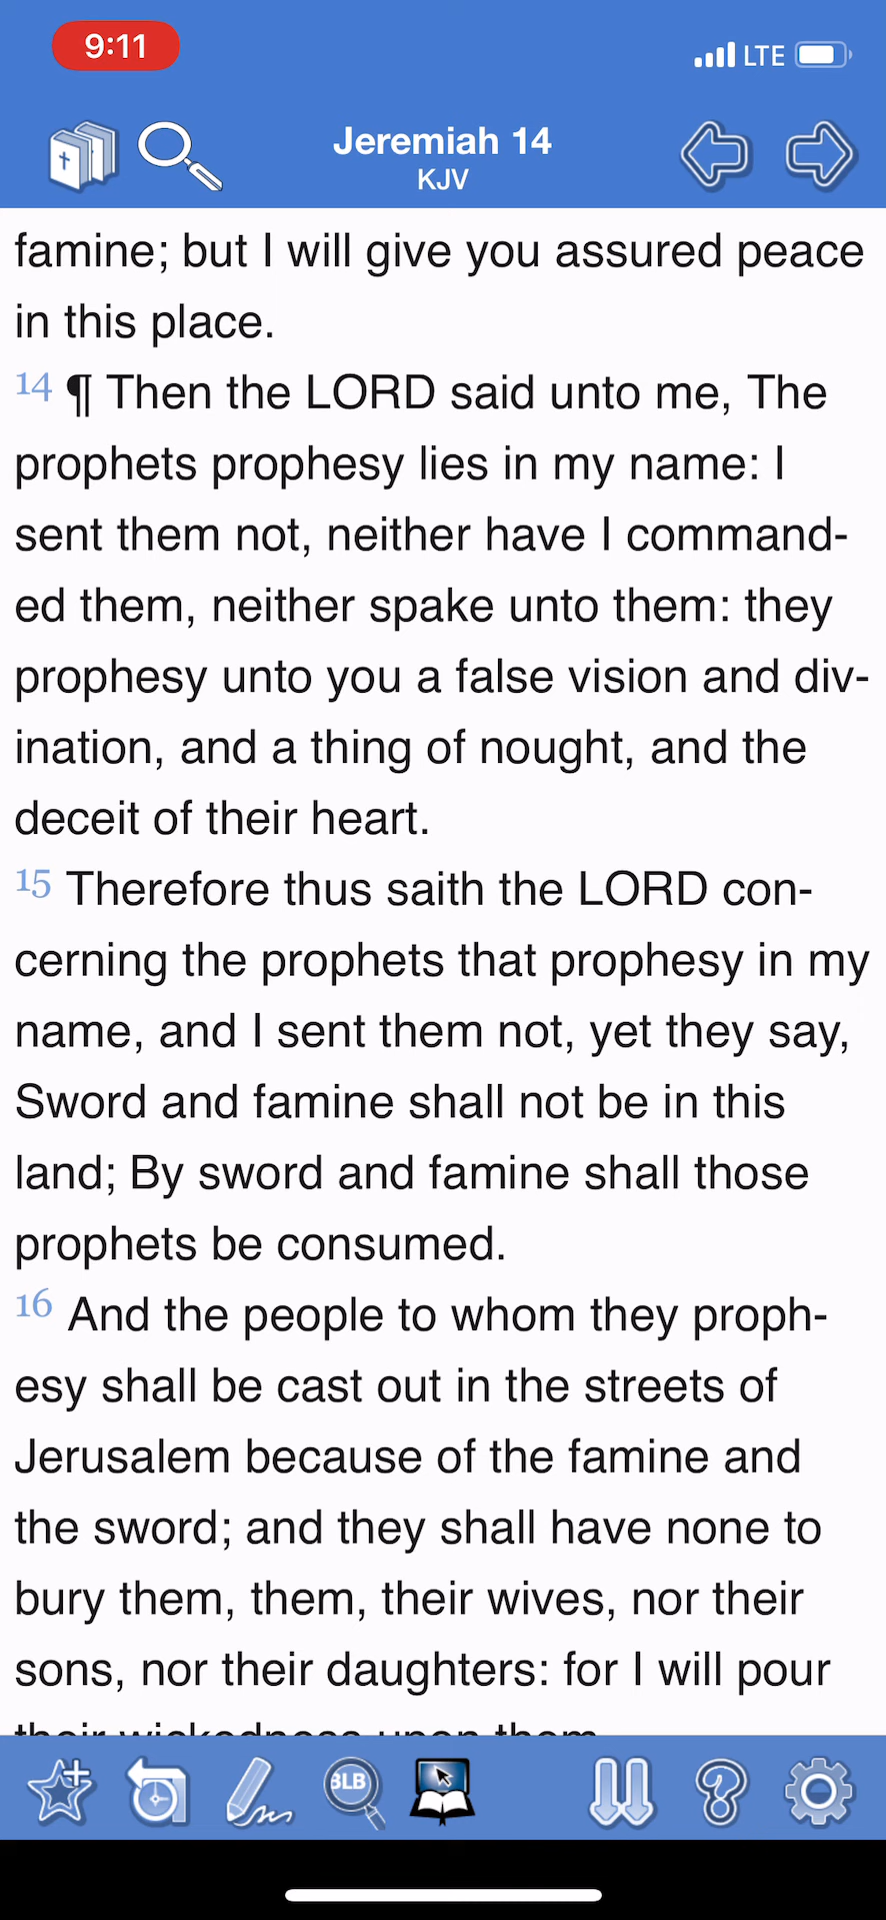 9:11
LTE
Jeremiah 14
KJV
famine; but I will give you assured peace
in this place.
14 ¶ Then the LORD said unto me, The
prophets prophesy lies in my name: I
sent them not, neither have I command-
ed them, neither spake unto them: they
prophesy unto you a false vision and div-
ination, and a thing of nought, and the
deceit of their heart.
15 Therefore thus saith the LORD con-
cerning the prophets that prophesy in my
name, and I sent them not, yet they say,
Sword and famine shall not be in this
land; By sword and famine shall those
prophets be consumed.
16 And the people to whom they proph-
esy shall be cast out in the streets of
Jerusalem because of the famine and
the sword; and they shall have none to
bury them, them, their wives, nor their
sons, nor their daughters: for I will pour
their wickedness upon them.
BLB